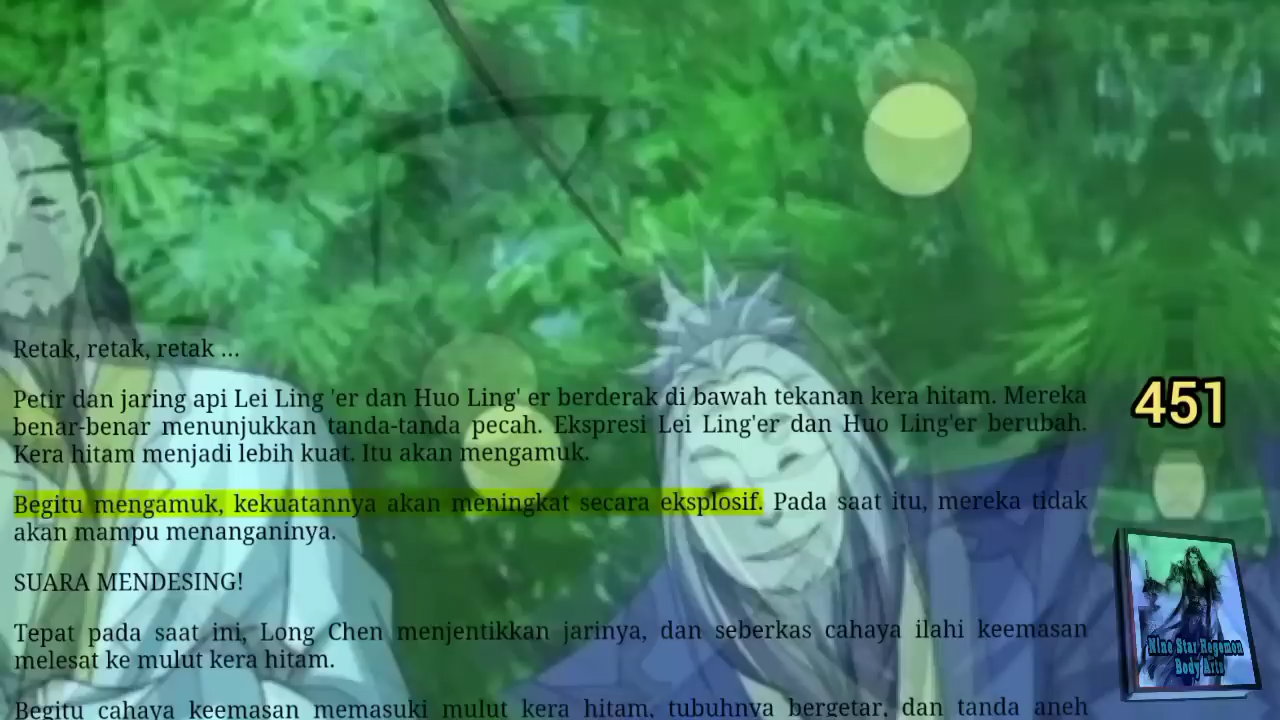 Retak, retak, retak ...
Petir dan jaring api Lei Ling 'er dan Huo Ling' er berderak di bawah tekanan kera hitam. Mereka
benar-benar menunjukkan tanda-tanda pecah. Ekspresi Lei Ling'er dan Huo Ling'er berubah.
Kera hitam menjadi lebih kuat. Itu akan mengamuk.
Begitu mengamuk, kekuatannya akan meningkat secara eksplosif. Pada saat itu, mereka tidak
akan mampu menanganinya.
SUARA MENDESING!
Tepat pada saat ini, Long Chen menjentikkan jarinya, dan seberkas cahaya ilahi keemasan
melesat ke mulut kera hitam.
Begitu cahaya keemasan memasuki mulut kera hitam, tubuhnya bergetar, dan tanda aneh
451
Nine Star Hegemon
Body Arts